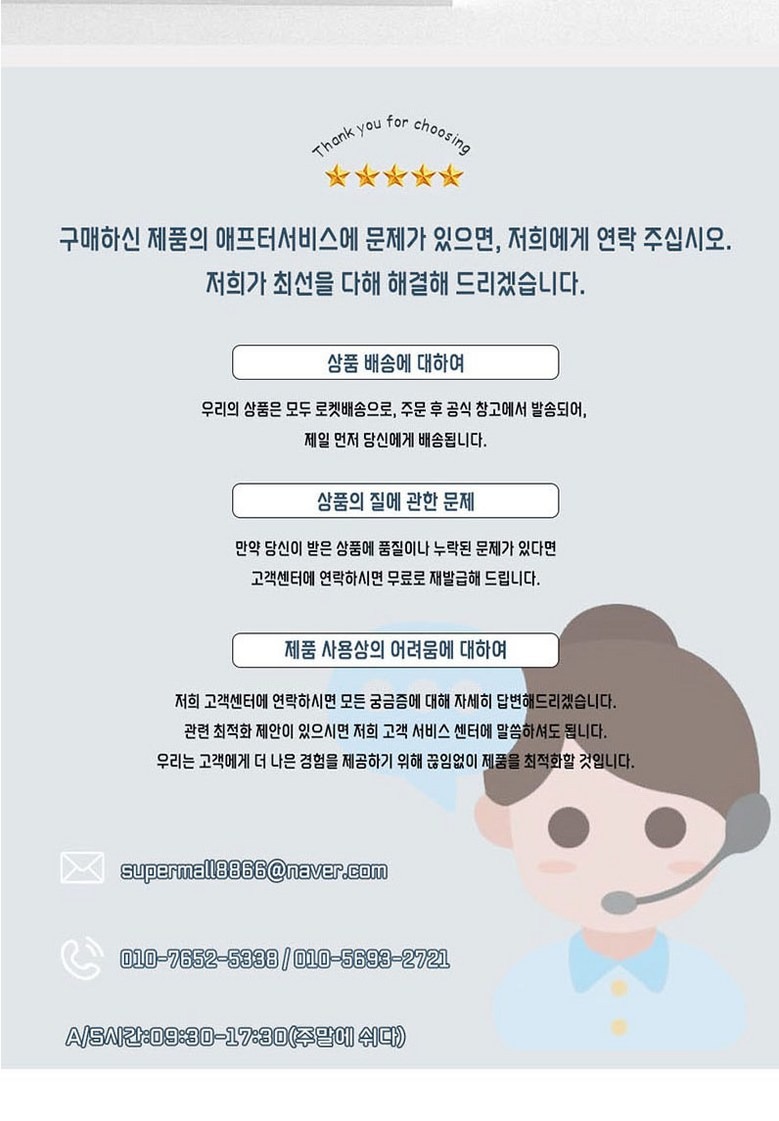 Thank you for choosing
구매하신 제품의 애프터서비스에 문제가 있으면, 저희에게 연락 주십시오.
저희가 최선을 다해 해결해 드리겠습니다.
상품 배송에 대하여
우리의 상품은 모두 로켓배송으로, 주문 후 공식 창고에서 발송되어,
제일 먼저 당신에게 배송됩니다.
상품의 질에 관한 문제
만약 당신이 받은 상품에 품질이나 누락된 문제가 있다면
고객센터에 연락하시면 무료로 재발급해 드립니다.
제품 사용상의 어려움에 대하여
저희 고객센터에 연락하시면 모든 궁금증에 대해 자세히 답변해드리겠습니다.
관련 최적화 제안이 있으시면 저희 고객 서비스 센터에 말씀하셔도 됩니다.
우리는 고객에게 더 나은 경험을 제공하기 위해 끊임없이 제품을 최적화할 것입니다.
supermall8866@naver.com
010-7652-5338 / 010-5693-2721
A/S시간:09:30-17:30(주말에 쉬다)